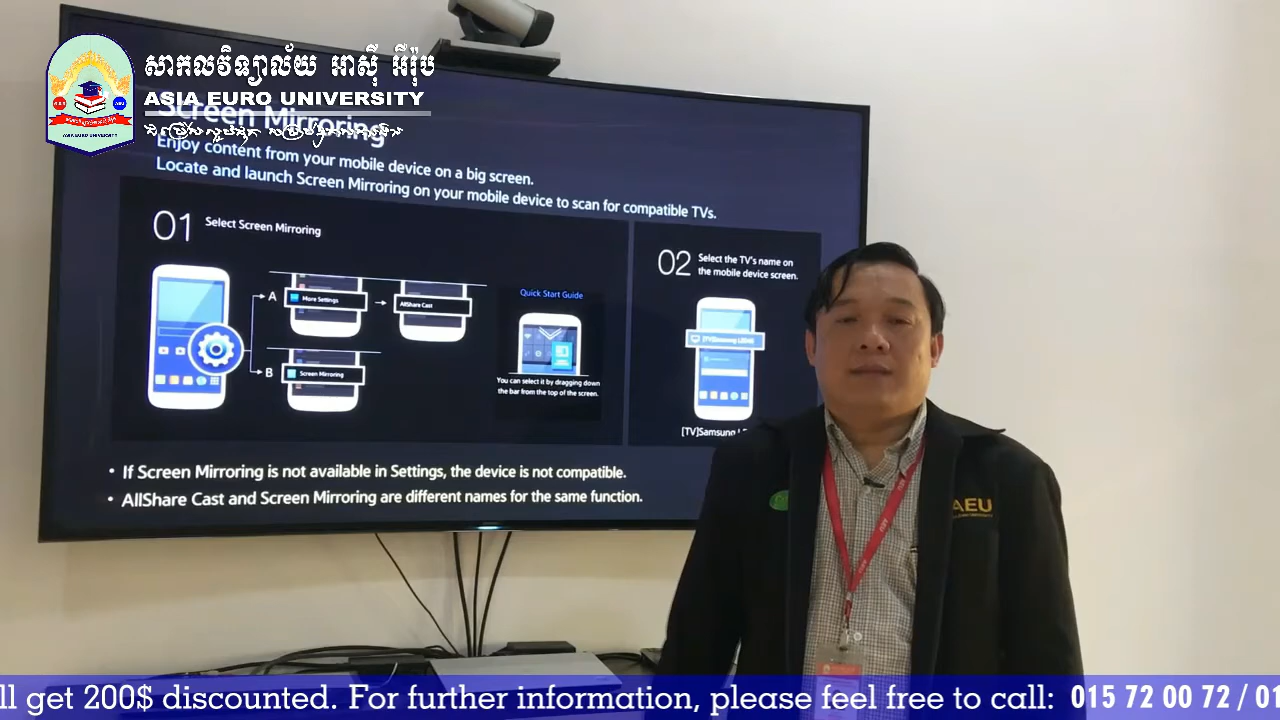 សាកលវិទ្យាល័យ អាស៊ី អឺរ៉ុប
ASIA EURO UNIVERSITY
ASIA EURO UNIVERSITY
Screen Mirroring
Enjoy content from your mobile device on a big screen.
Locate and launch Screen Mirroring on your mobile device to scan for compatible TVs.
01 Select Screen Mirroring
A More Settings AllShare Cast
B Screen Mirroring
Quick Start Guide
You can select it by dragging down
the bar from the top of the screen.
02 Select the TV's name on
the mobile device screen.
[TV]Samsung
• If Screen Mirroring is not available in Settings, the device is not compatible.
• AllShare Cast and Screen Mirroring are different names for the same function.
AEU
ll get 200$ discounted. For further information, please feel free to call: 015 72 00 72 / 01